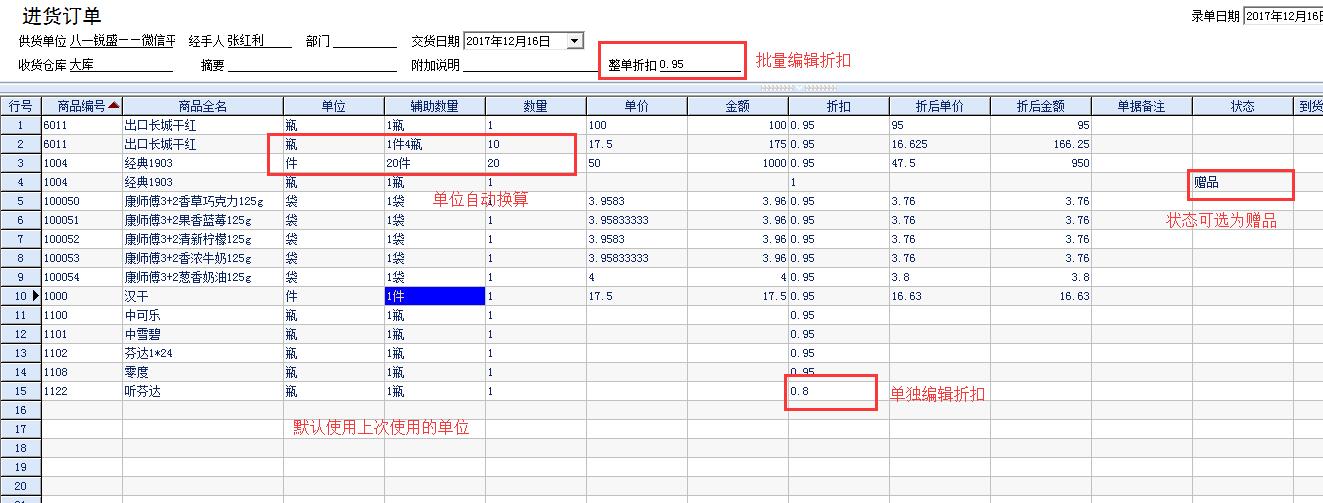 进货订单
录单日期 2017年12月16日
供货单位 八一锐盛——微信平 经手人 张红利 部门 交货日期 2017年12月16日
收货仓库 大库 摘要 附加说明 整单折扣 0.95 批量编辑折扣
行号 商品编号 商品全名 单位 辅助数量 数量 单价 金额 折扣 折后单价 折后金额 单据备注 状态 到货
1 6011 出口长城干红 瓶 1瓶 1 100 100 0.95 95 95
2 6011 出口长城干红 瓶 1件4瓶 10 17.5 175 0.95 16.625 166.25
3 1004 经典1903 件 20件 20 50 1000 0.95 47.5 950
4 1004 经典1903 瓶 1瓶 1 1 赠品
单位自动换算
5 100050 康师傅3+2香草巧克力125g 袋 1袋 1 3.9583 3.96 0.95 3.76 3.76
6 100051 康师傅3+2果香蓝莓125g 袋 1袋 1 3.95833333 3.96 0.95 3.76 3.76
状态可选为赠品
7 100052 康师傅3+2清新柠檬125g 袋 1袋 1 3.9583 3.96 0.95 3.76 3.76
8 100053 康师傅3+2香浓牛奶125g 袋 1袋 1 3.95833333 3.96 0.95 3.76 3.76
9 100054 康师傅3+2葱香奶油125g 袋 1袋 1 4 4 0.95 3.8 3.8
10 1000 汉干 件 1件 1 17.5 17.5 0.95 16.63 16.63
11 1100 中可乐 瓶 1瓶 1 0.95
12 1101 中雪碧 瓶 1瓶 1 0.95
13 1102 芬达1*24 瓶 1瓶 1 0.95
14 1108 零度 瓶 1瓶 1 0.95
15 1122 听芬达 瓶 1瓶 1 0.8 单独编辑折扣
16
17 默认使用上次使用的单位
18
19
20